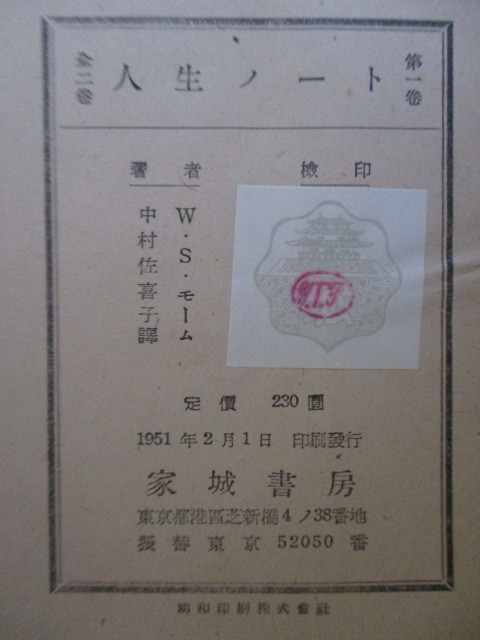 全二卷
人生ノート
第一卷
著者
檢印
W・S・モーム
中村佐喜子譯
定價 230圓
1951年2月1日 印刷發行
家城書房
東京都港區芝新橋4ノ38番地
振替東京 52050 番
明和印刷株式會社